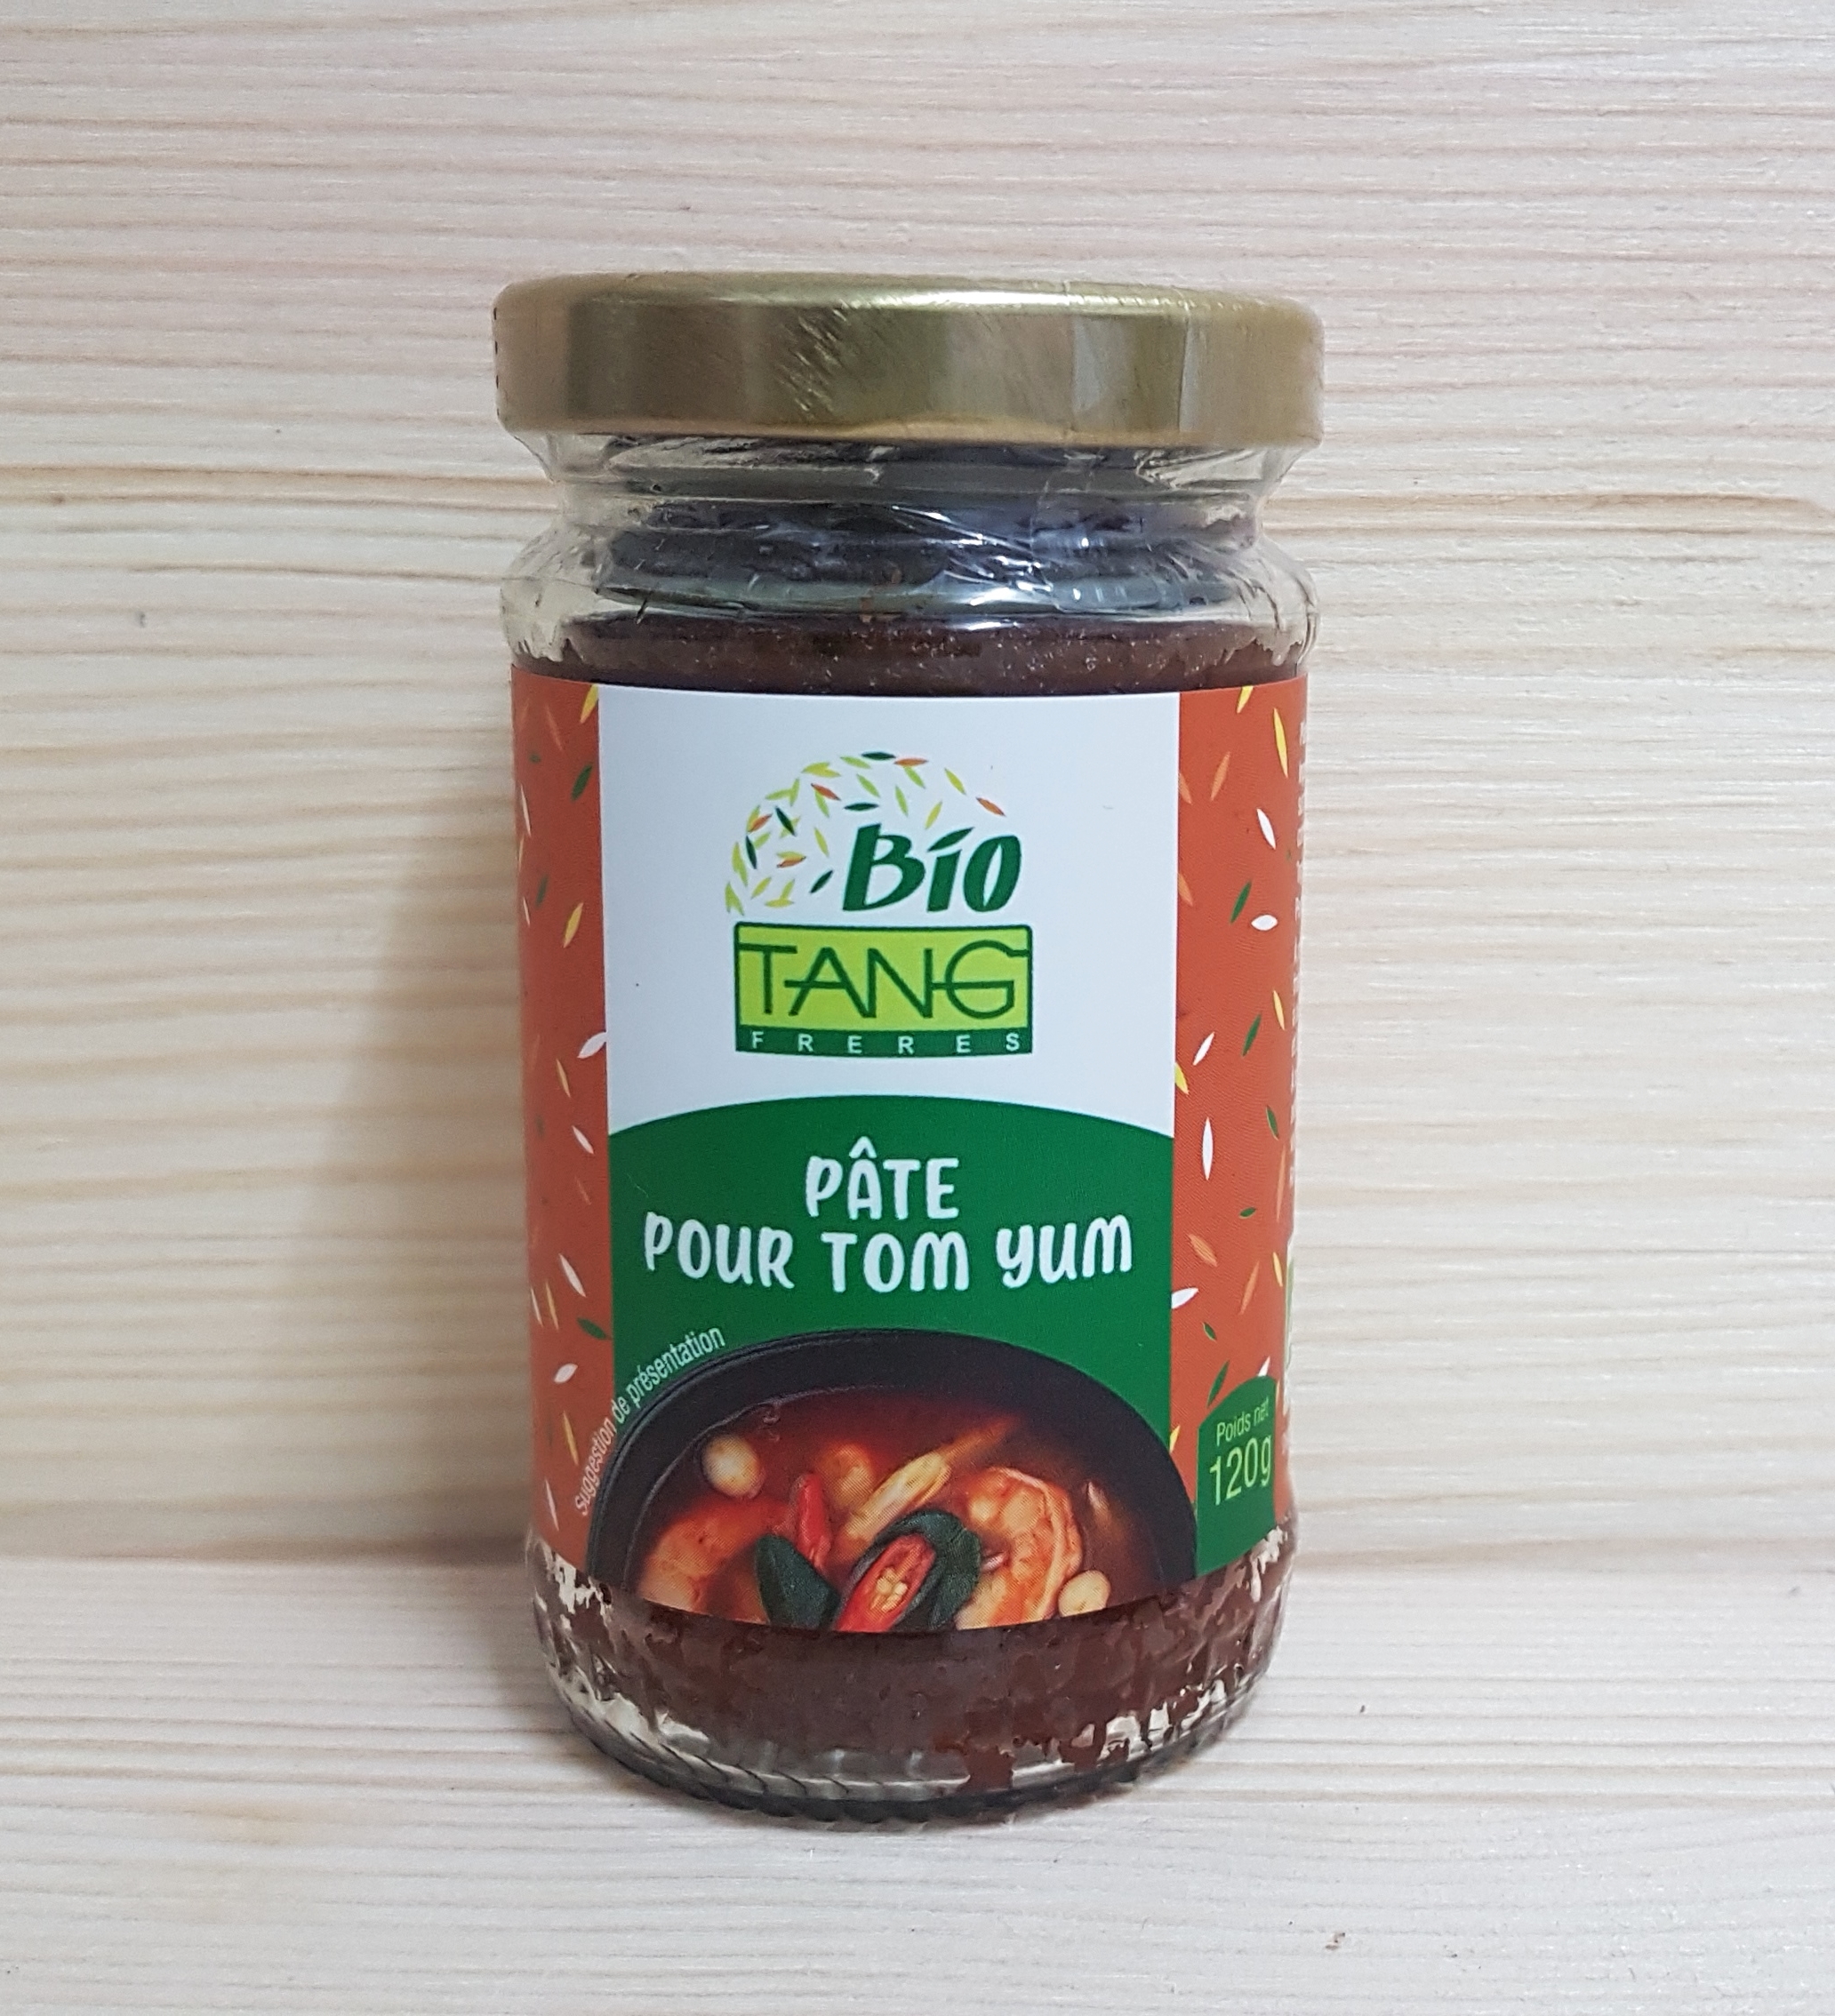 Bio
TANG
FRERES
PÂTE
POUR TOM YUM
Suggestion de présentation
Poids net
120g